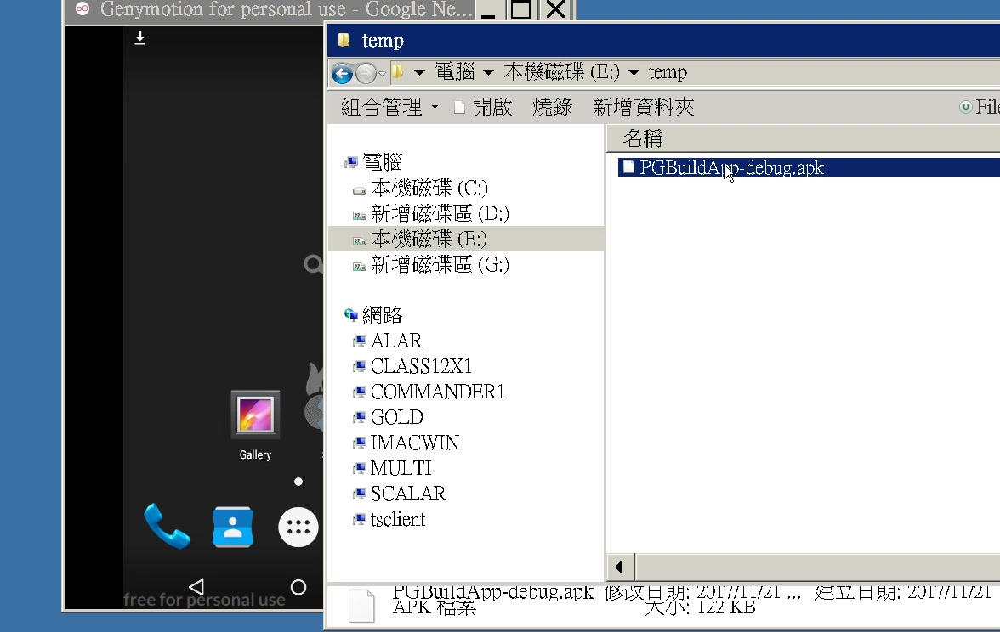 Genymotion for personal use - Google Ne...
temp
電腦 本機磁碟 (E:) temp
組合管理 開啟 燒錄 新增資料夾
名稱
PGBuildApp-debug.apk
電腦
本機磁碟 (C:)
新增磁碟區 (D:)
本機磁碟 (E:)
新增磁碟區 (G:)
網路
ALAR
CLASS12X1
COMMANDER1
GOLD
IMACWIN
MULTI
SCALAR
tsclient
Gallery
free for personal use
PGBuildApp-debug.apk 修改日期: 2017/11/21 ... 建立日期: 2017/11/21
APK 檔案 大小: 122 KB